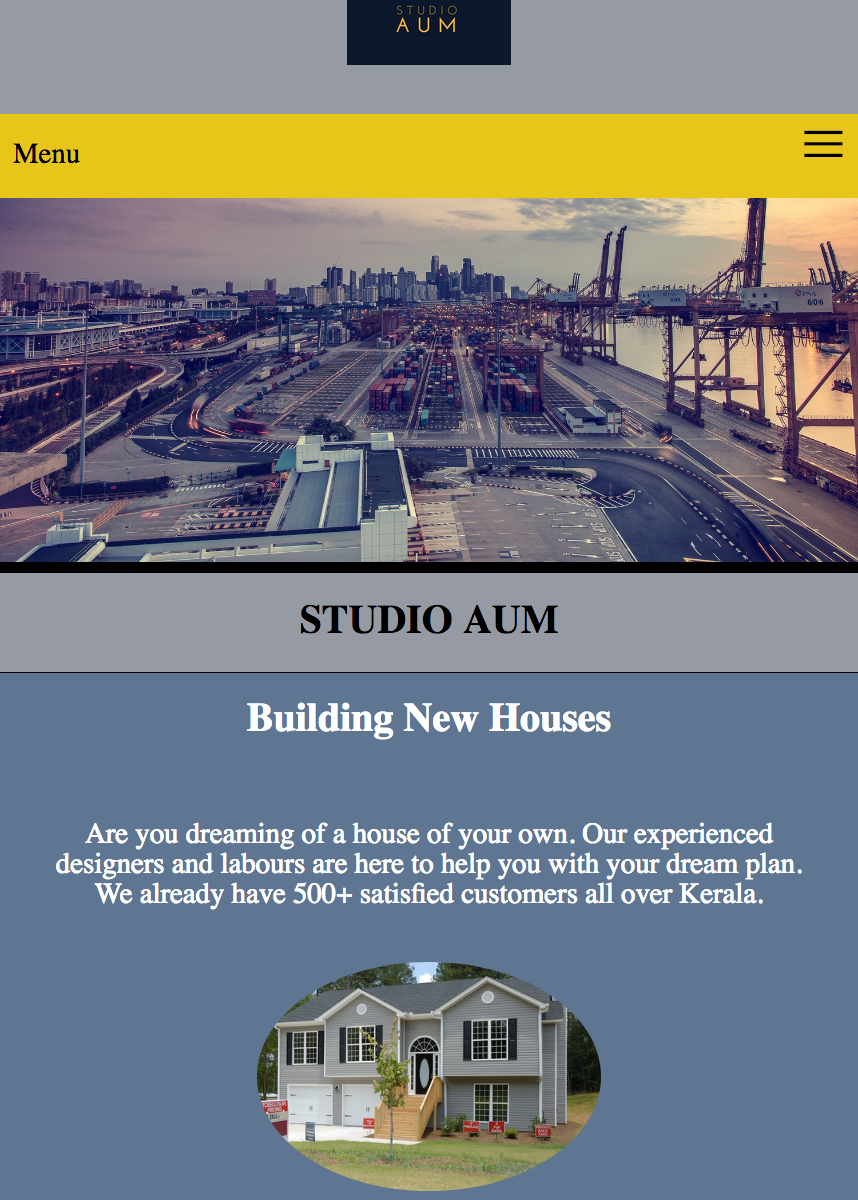 STUDIO
AUM
Menu
PSA
606
STUDIO AUM
Building New Houses
Are you dreaming of a house of your own. Our experienced
designers and labours are here to help you with your dream plan.
We already have 500+ satisfied customers all over Kerala.